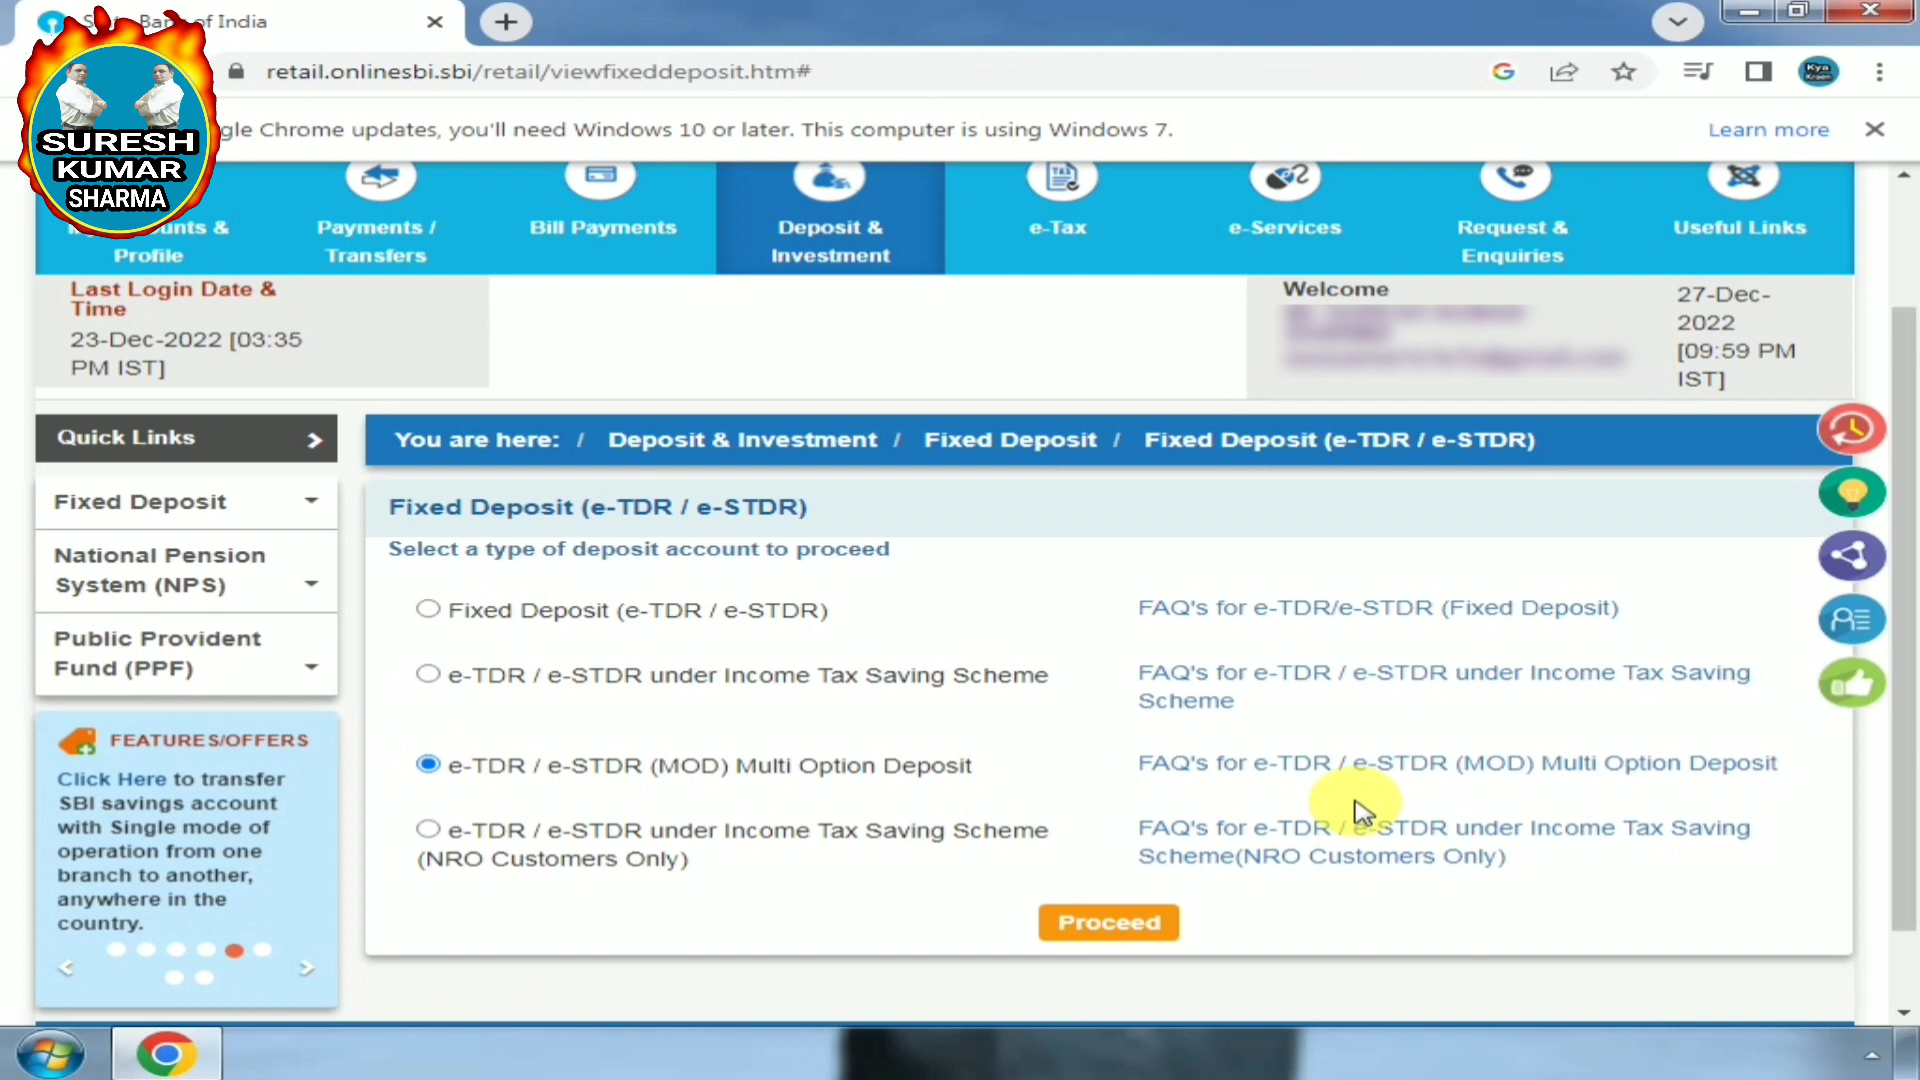 of India
retail.onlinesbi.sbi/retail/viewfixeddeposit.htm#
Kya
gle Chrome updates, you'll need Windows 10 or later. This computer is using Windows 7.
Learn more
SURESH
KUMAR
SHARMA
unts &
Profile
Payments /
Transfers
Bill Payments
Deposit &
Investment
TAX
e-Tax
e-Services
Request &
Enquiries
Useful Links
Last Login Date &
Time
23-Dec-2022 [03:35
PM IST]
Welcome
27-Dec-
2022
[09:59 PM
IST]
Quick Links
You are here: / Deposit & Investment / Fixed Deposit / Fixed Deposit (e-TDR / e-STDR)
Fixed Deposit
National Pension
System (NPS)
Public Provident
Fund (PPF)
Fixed Deposit (e-TDR / e-STDR)
Select a type of deposit account to proceed
Fixed Deposit (e-TDR / e-STDR)
FAQ's for e-TDR/e-STDR (Fixed Deposit)
e-TDR / e-STDR under Income Tax Saving Scheme
FAQ's for e-TDR / e-STDR under Income Tax Saving
Scheme
e-TDR / e-STDR (MOD) Multi Option Deposit
FAQ's for e-TDR / e-STDR (MOD) Multi Option Deposit
e-TDR / e-STDR under Income Tax Saving Scheme
(NRO Customers Only)
FAQ's for e-TDR / e-STDR under Income Tax Saving
Scheme(NRO Customers Only)
Proceed
FEATURES/OFFERS
Click Here to transfer
SBI savings account
with Single mode of
operation from one
branch to another,
anywhere in the
country.